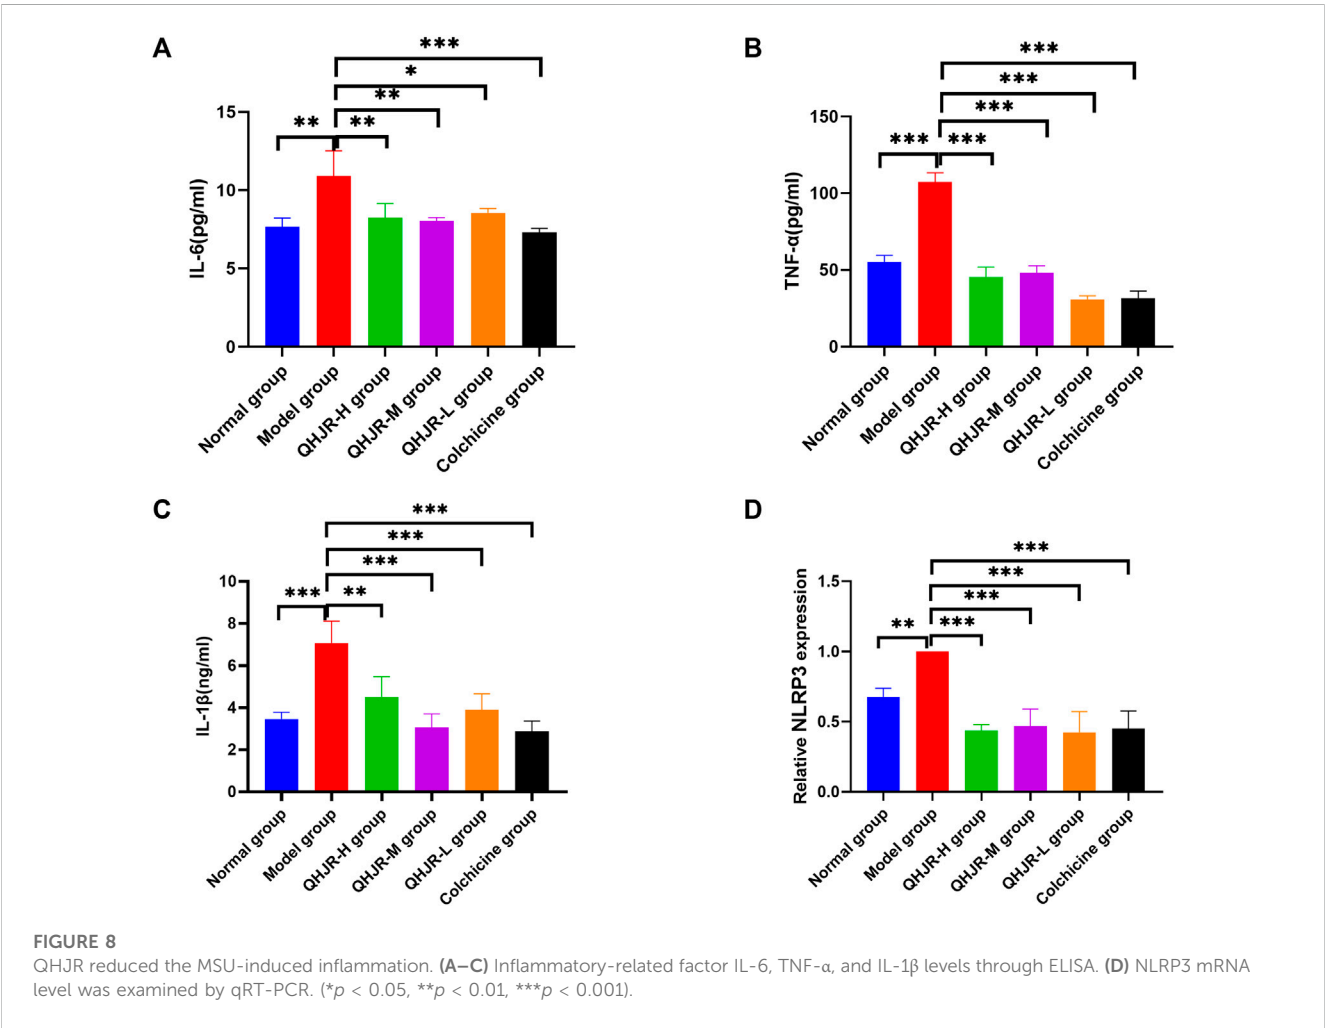 A
***
*
**
** **
15
10
5
0
IL-6(pg/ml)
Normal group
Model group
QHJR-H group
QHJR-M group
QHJR-L group
Colchicine group
B
***
***
***
*** ***
150
100
50
0
TNF-α(pg/ml)
Normal group
Model group
QHJR-H group
QHJR-M group
QHJR-L group
Colchicine group
C
***
***
***
*** **
10
8
6
4
2
0
IL-1β(ng/ml)
Normal group
Model group
QHJR-H group
QHJR-M group
QHJR-L group
Colchicine group
D
***
***
***
** ***
1.5
1.0
0.5
0.0
Relative NLRP3 expression
Normal group
Model group
QHJR-H group
QHJR-M group
QHJR-L group
Colchicine group
FIGURE 8
QHJR reduced the MSU-induced inflammation. (A–C) Inflammatory-related factor IL-6, TNF-α, and IL-1β levels through ELISA. (D) NLRP3 mRNA
level was examined by qRT-PCR. (*p < 0.05, **p < 0.01, ***p < 0.001).